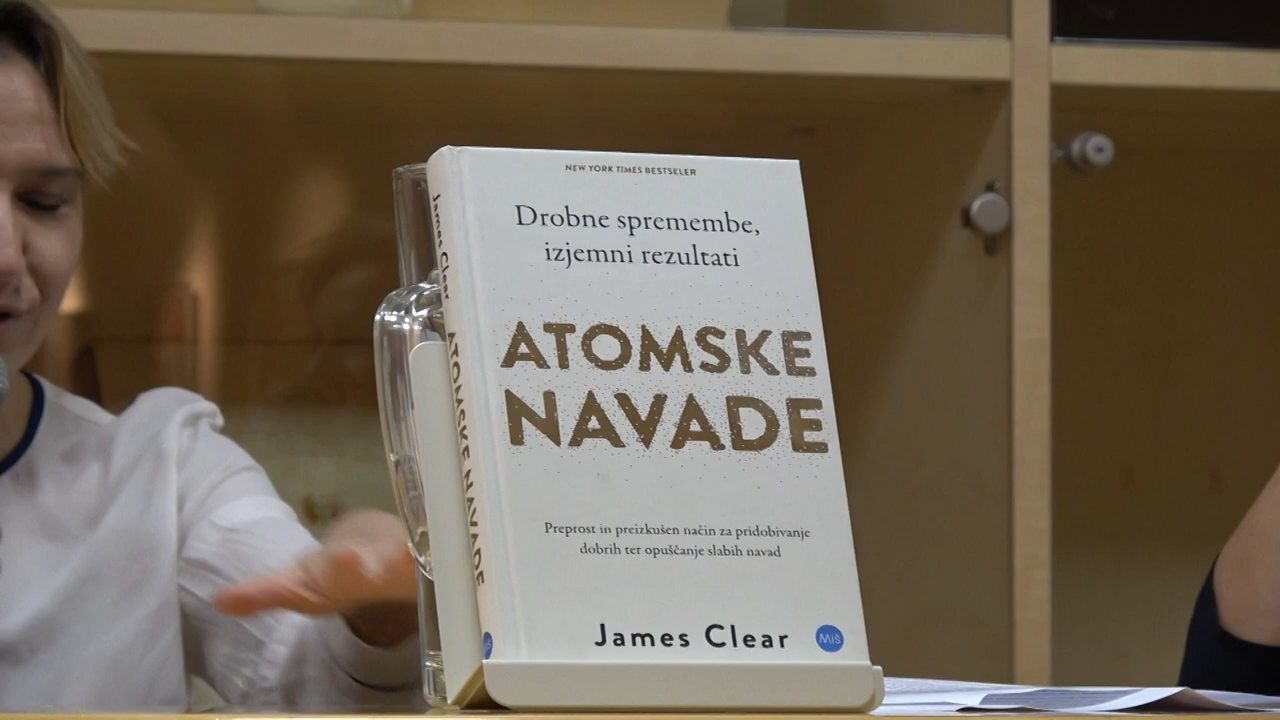 NEW YORK TIMES BESTSELLER
Drobne spremembe,
izjemni rezultati
ATOMSKE
NAVADE
Preprost in preizkušen način za pridobivanje
dobrih ter opuščanje slabih navad
James Clear
Miš
James Clear ATOMSKE NAVADE